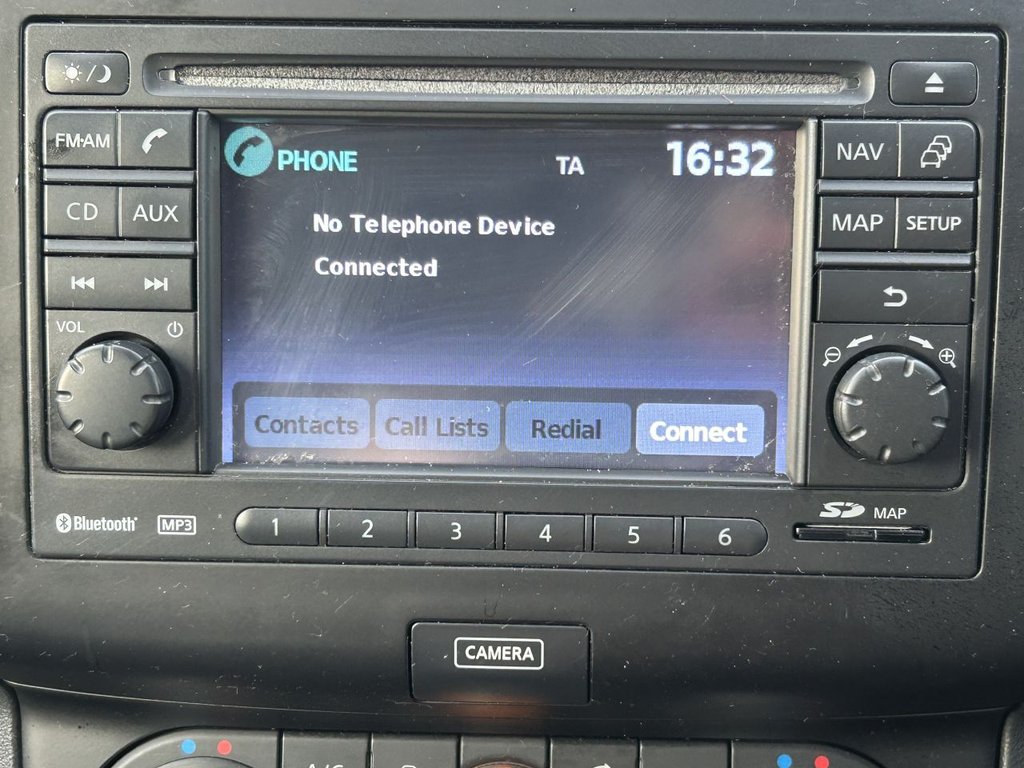 FM·AM
CD AUX
VOL
PHONE TA 16:32
No Telephone Device
Connected
Contacts Call Lists Redial Connect
NAV
MAP SETUP
Bluetooth® MP3 1 2 3 4 5 6 SD MAP
CAMERA
A/C